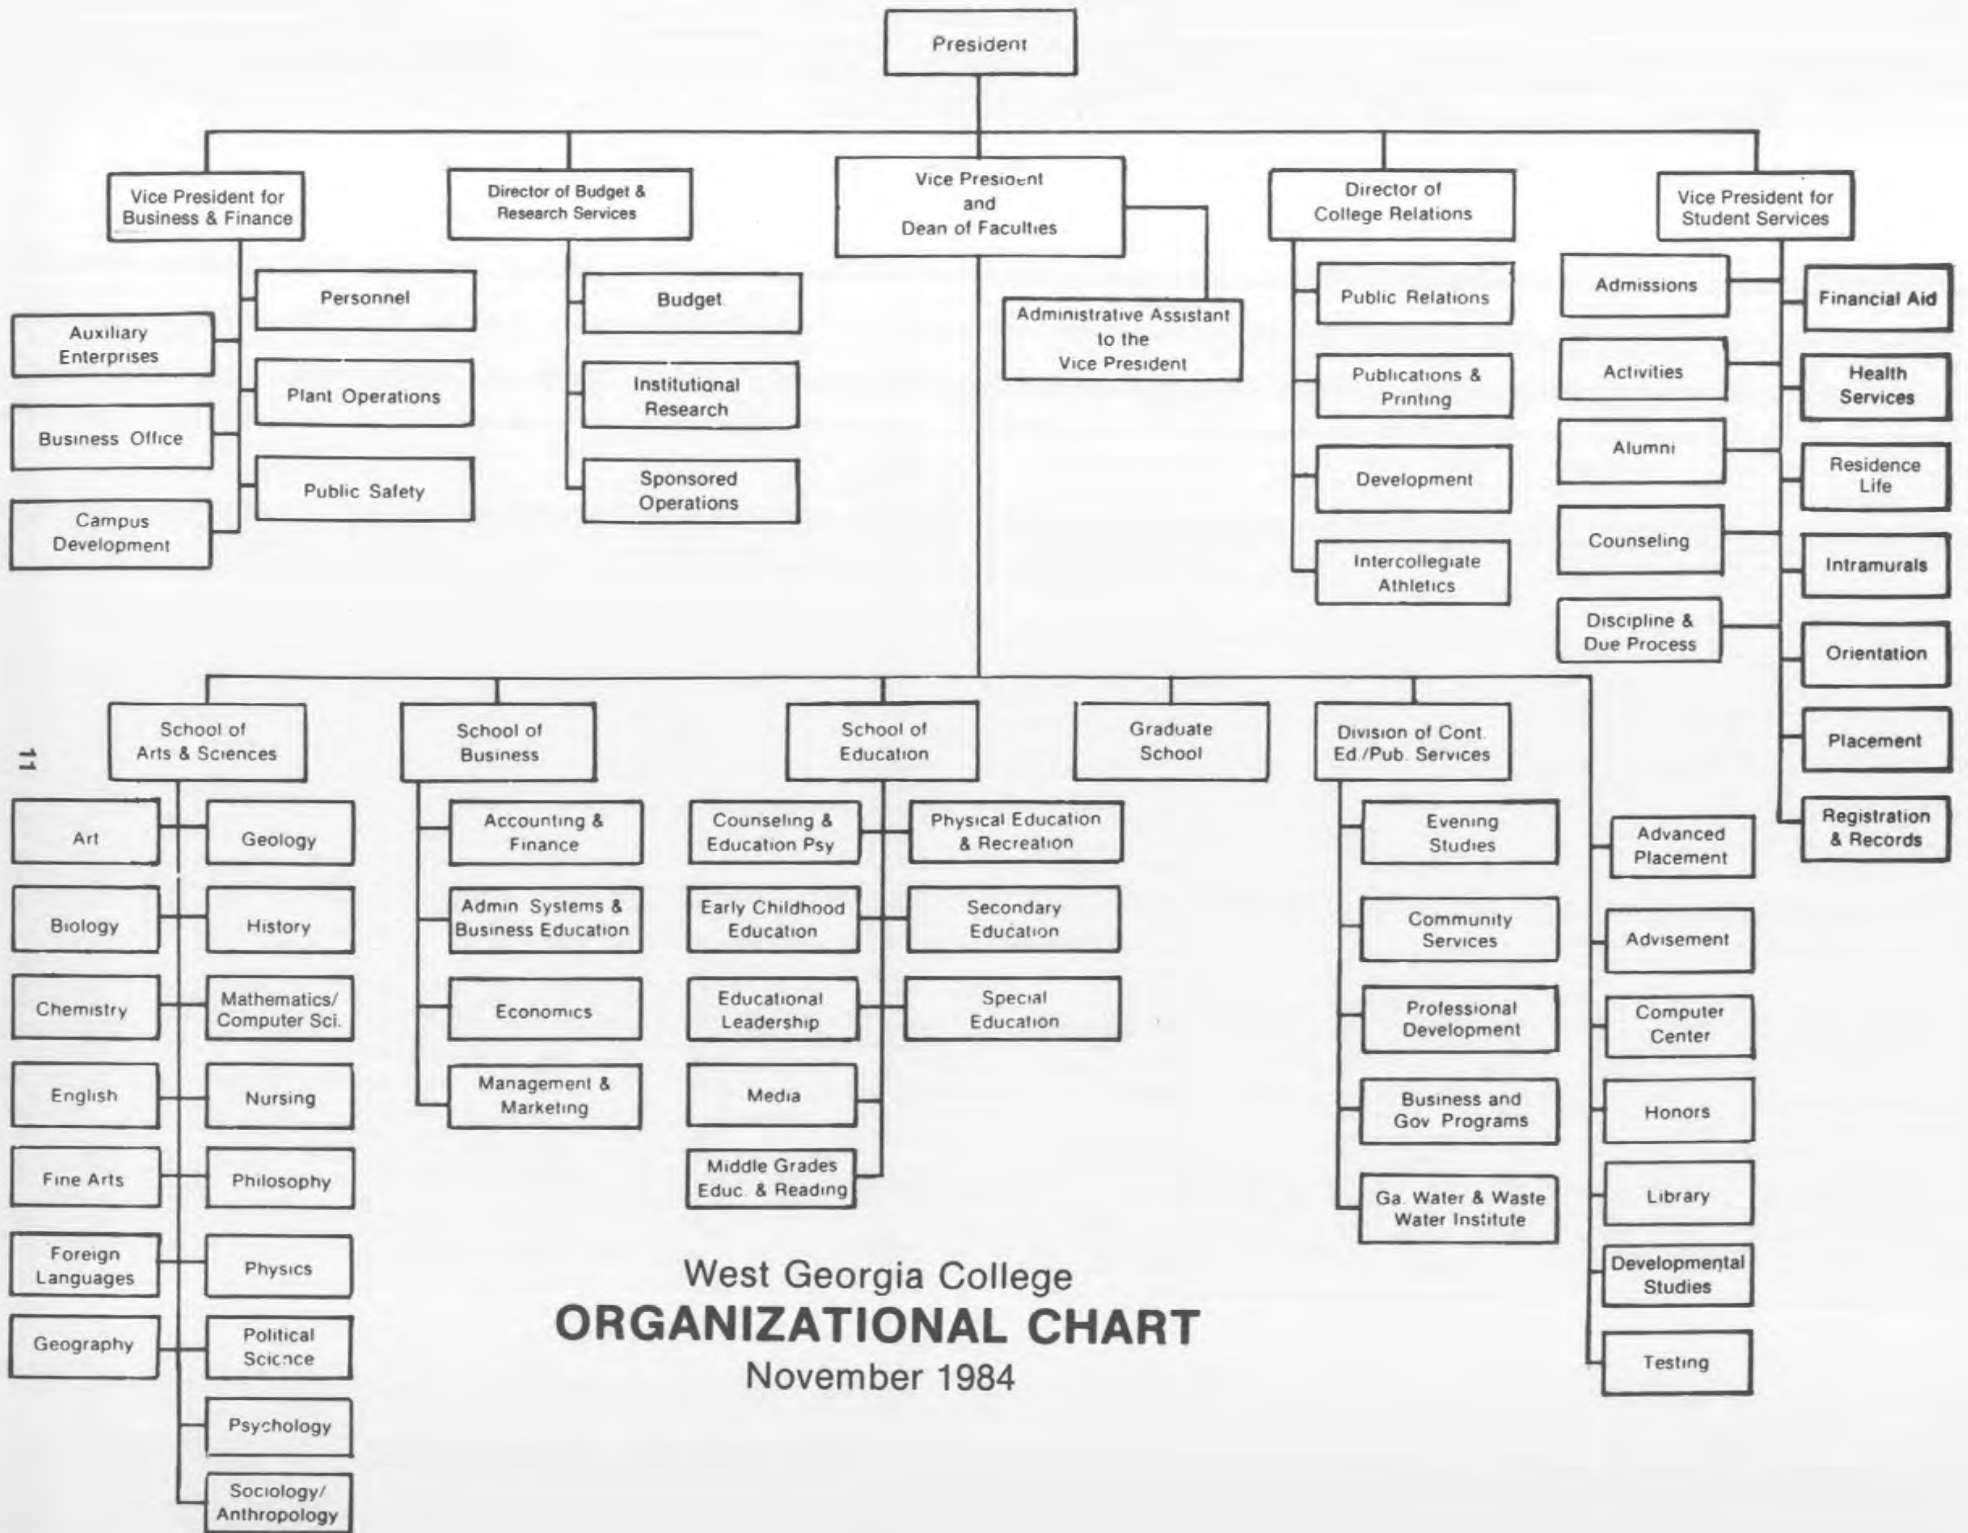 President
Vice President for
Business & Finance
Director of Budget &
Research Services
Vice President
and
Dean of Faculties
Director of
College Relations
Vice President for
Student Services
Auxiliary
Enterprises
Business Office
Campus
Development
Personnel
Plant Operations
Public Safety
Budget
Institutional
Research
Sponsored
Operations
Administrative Assistant
to the
Vice President
Public Relations
Publications &
Printing
Development
Intercollegiate
Athletics
Admissions
Activities
Alumni
Counseling
Discipline &
Due Process
Financial Aid
Health
Services
Residence
Life
Intramurals
Orientation
Placement
Registration
& Records
School of
Arts & Sciences
School of
Business
School of
Education
Graduate
School
Division of Cont.
Ed./Pub. Services
11
Art
Biology
Chemistry
English
Fine Arts
Foreign
Languages
Geography
Geology
History
Mathematics/
Computer Sci.
Nursing
Philosophy
Physics
Political
Science
Psychology
Sociology/
Anthropology
Accounting &
Finance
Admin Systems &
Business Education
Economics
Management &
Marketing
Counseling &
Education Psy
Early Childhood
Education
Educational
Leadership
Media
Middle Grades
Educ. & Reading
Physical Education
& Recreation
Secondary
Education
Special
Education
Evening
Studies
Community
Services
Professional
Development
Business and
Gov Programs
Ga. Water & Waste
Water Institute
Advanced
Placement
Advisement
Computer
Center
Honors
Library
Developmental
Studies
Testing
West Georgia College
ORGANIZATIONAL CHART
November 1984